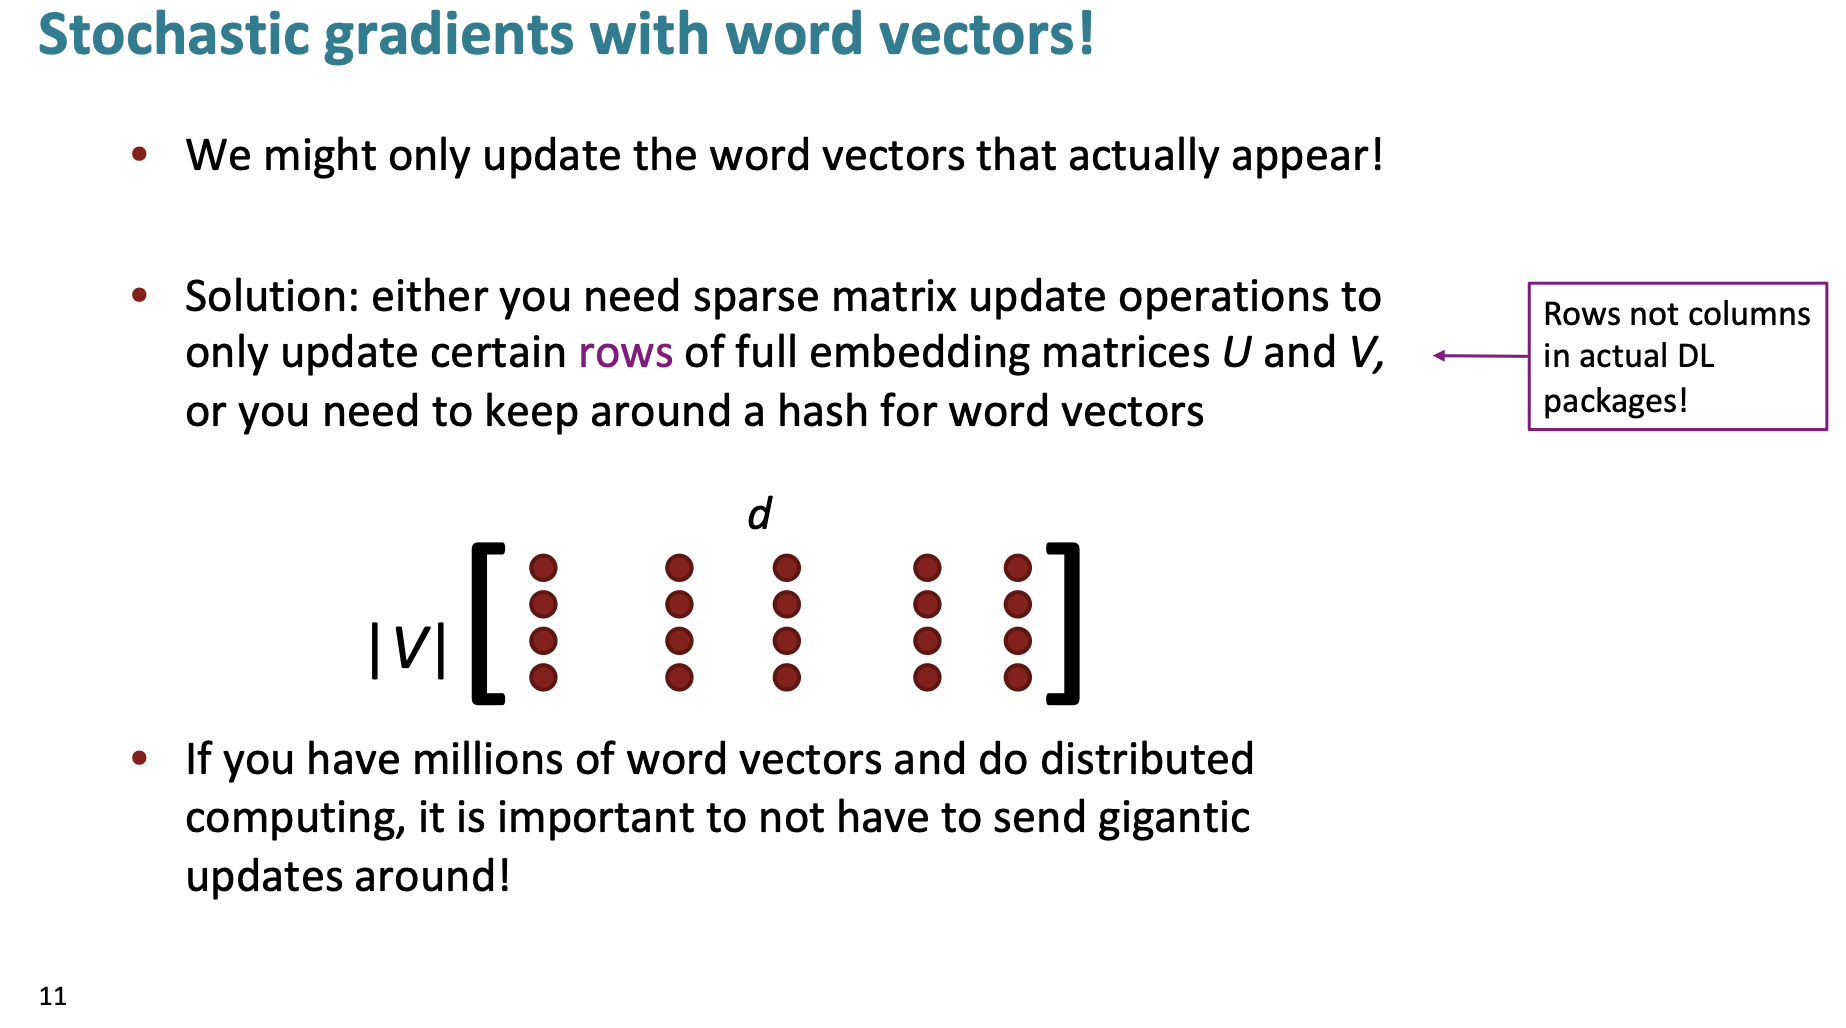 Stochastic gradients with word vectors!
• We might only update the word vectors that actually appear!
• Solution: either you need sparse matrix update operations to
only update certain rows of full embedding matrices U and V,
or you need to keep around a hash for word vectors
Rows not columns
in actual DL
packages!
d
|V|
• If you have millions of word vectors and do distributed
computing, it is important to not have to send gigantic
updates around!
11